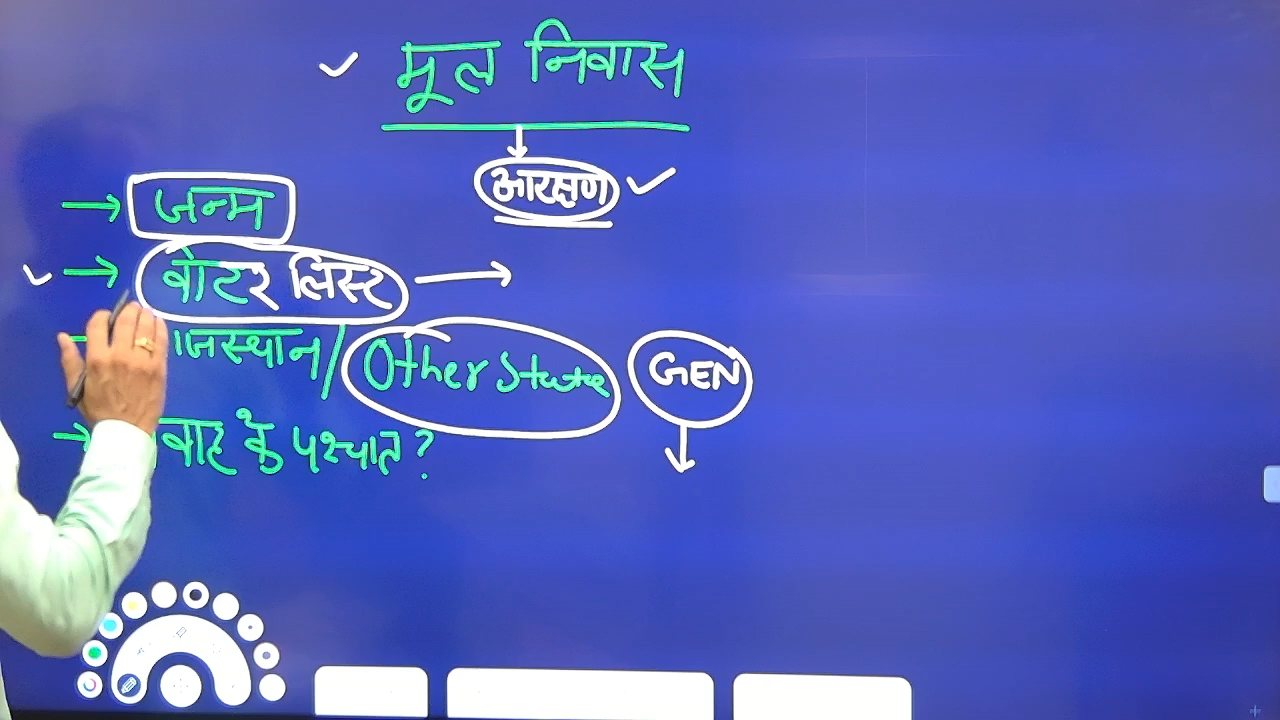 मूल निवास
आरक्षण
जन्म
वोटर लिस्ट
राजस्थान/ Other State GEN
के पश्चात ?